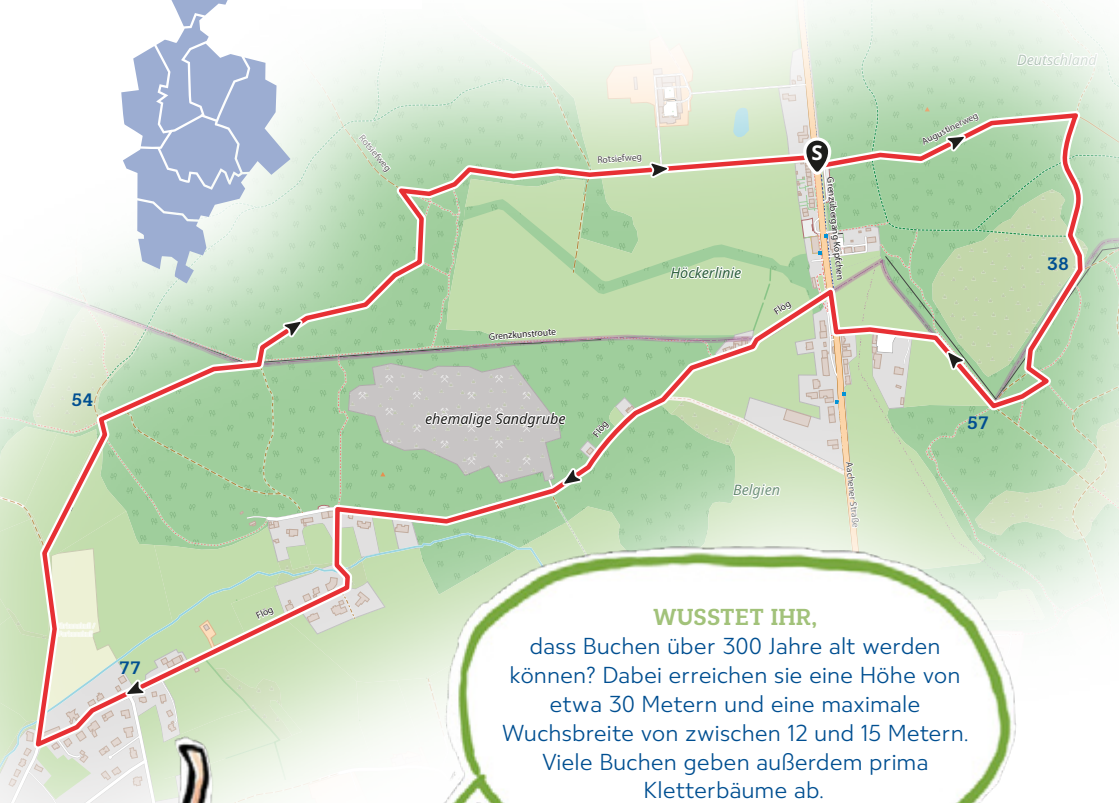 Deutschland
Rotsiefweg
Rotsiefweg
S
Augustinerweg
Grenzübergang Köpfchen
38
Höckerlinie
Flög
Grenzkunstroute
54
ehemalige Sandgrube
Flög
57
Belgien
Aachener Straße
Flög
77
WUSSTET IHR,
dass Buchen über 300 Jahre alt werden
können? Dabei erreichen sie eine Höhe von
etwa 30 Metern und eine maximale
Wuchsbreite von zwischen 12 und 15 Metern.
Viele Buchen geben außerdem prima
Kletterbäume ab.